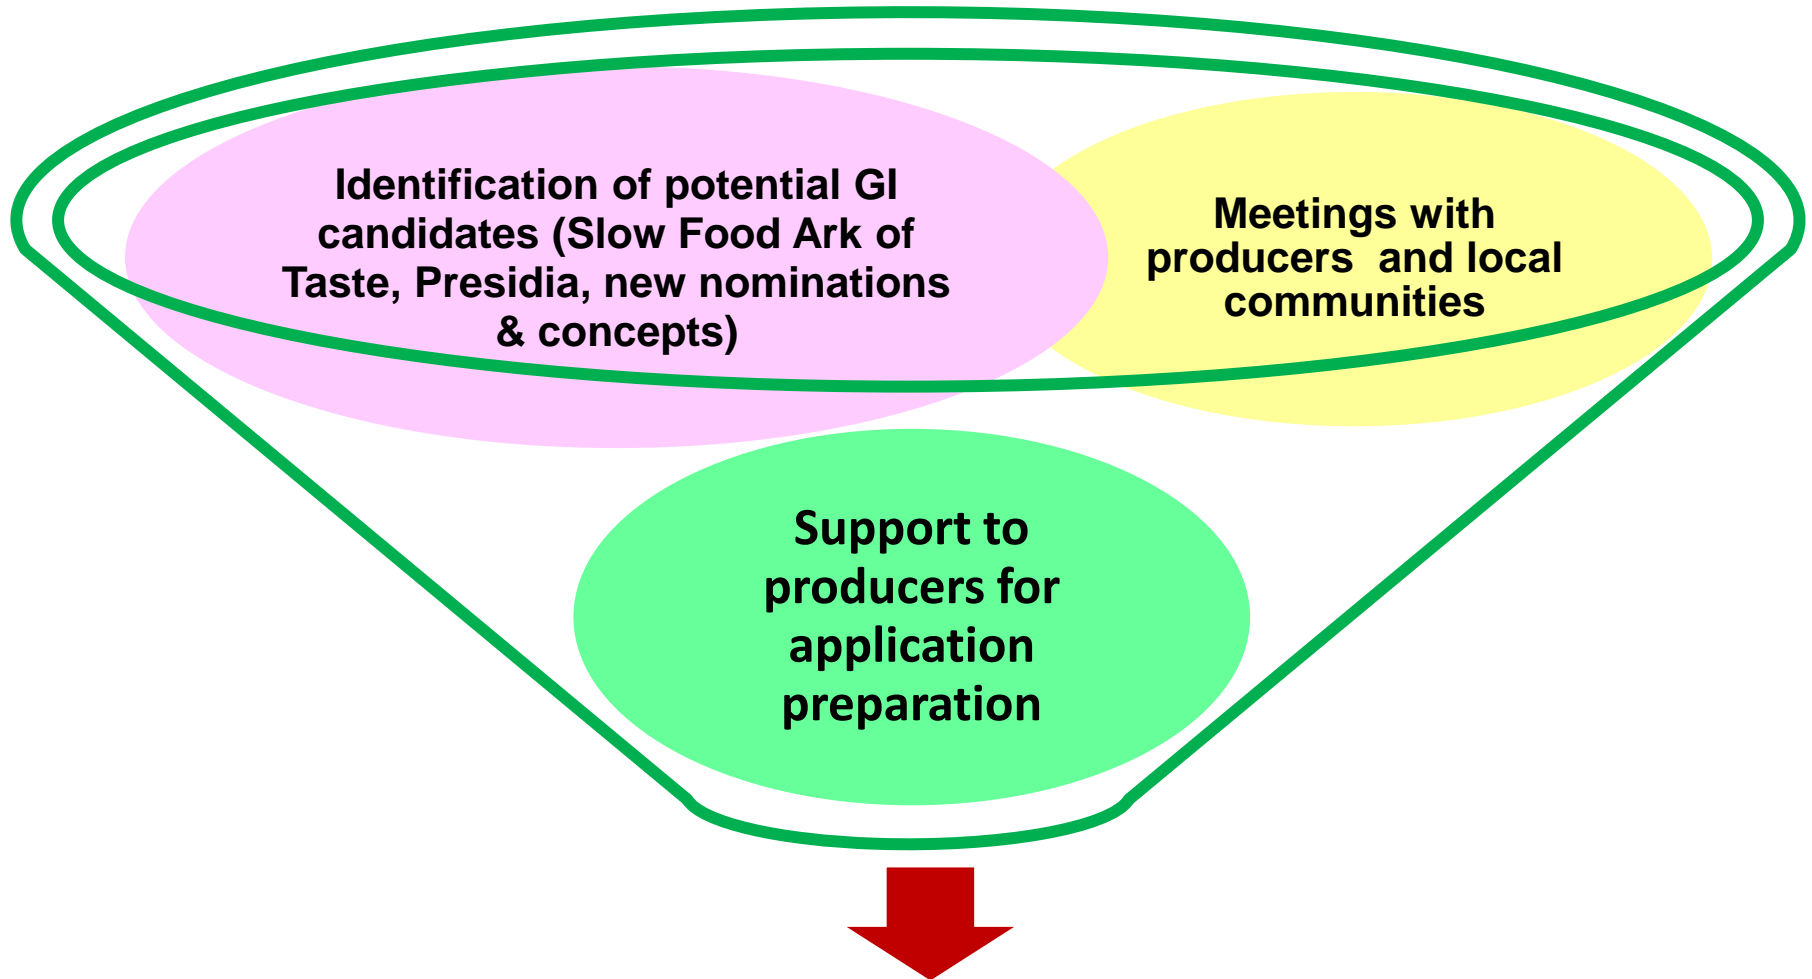 Identification of potential GI
candidates (Slow Food Ark of
Taste, Presidia, new nominations
& concepts)
Meetings with
producers  and local
communities
Support to
producers for
application
preparation